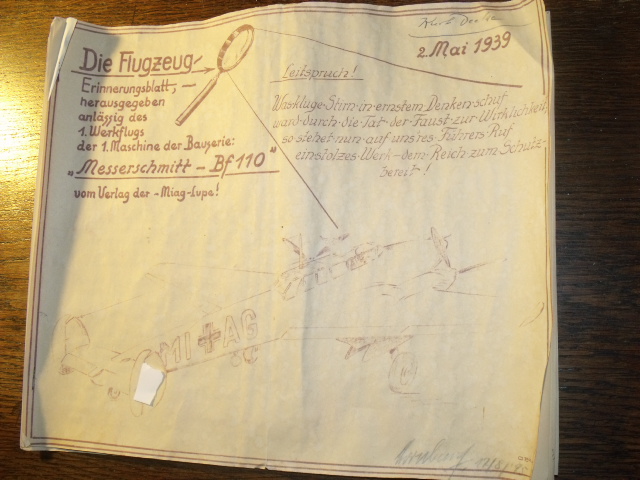 2. Mai 1939
Die Flugzeug-
Erinnerungsblatt, —
herausgegeben
anlässig des
1. Werkflugs
der 1. Maschine der Bauserie:
"Messerschmitt – Bf 110"
vom Verlag der – Miag-Lupe!
Leitspruch!
Was kluge Stirn in ernstem Denken schuf
ward durch die Tat der Faust zur Wirklichkeit,
so stehet nun auf unsres Führers Ruf
ein stolzes Werk – dem Reich zum Schutz –
bereit!
MI AG